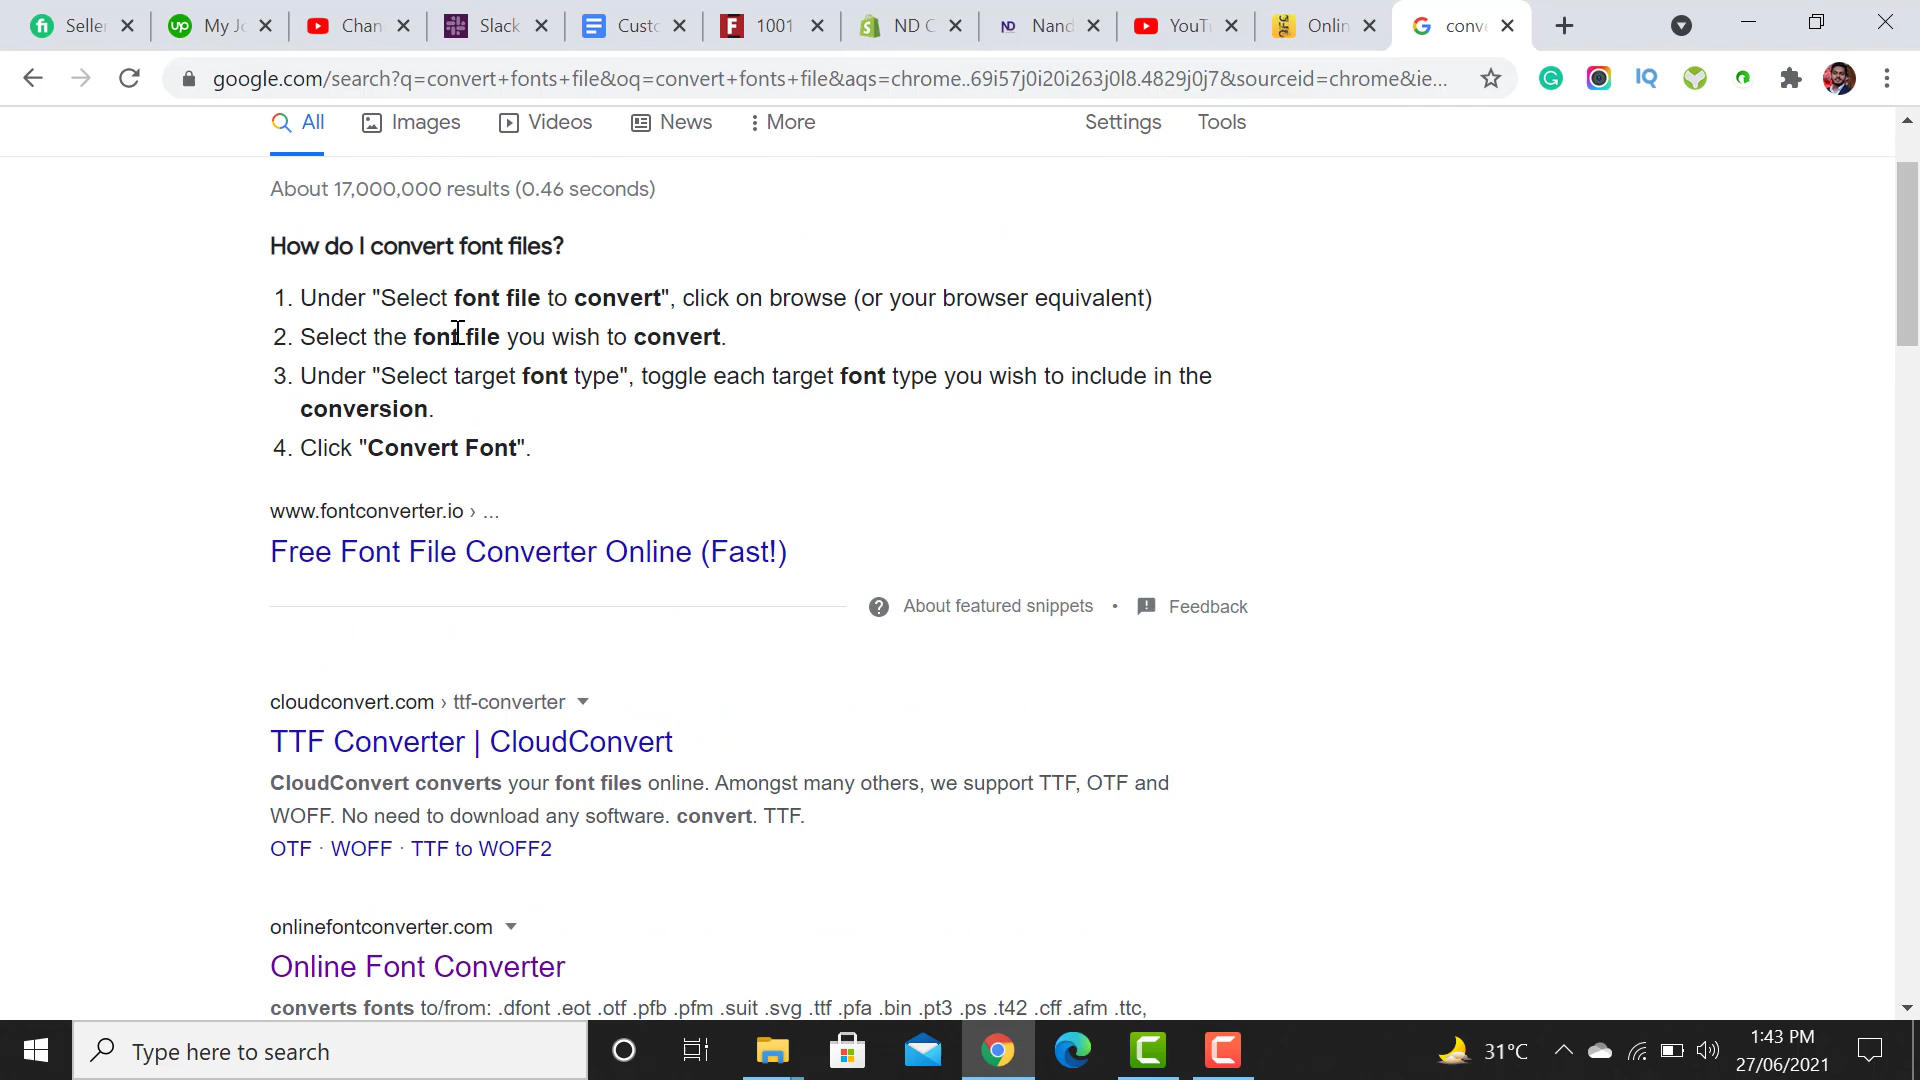 Seller
My Jo
Chan
Slack
Custo
1001
ND C
Nand
YouTu
Onlin
conve
google.com/search?q=convert+fonts+file&oq=convert+fonts+file&aqs=chrome..69i57j0i20i263j0l8.4829j0j7&sourceid=chrome&ie...
All Images Videos News More Settings Tools
About 17,000,000 results (0.46 seconds)
How do I convert font files?
1. Under "Select font file to convert", click on browse (or your browser equivalent)
2. Select the font file you wish to convert.
3. Under "Select target font type", toggle each target font type you wish to include in the
conversion.
4. Click "Convert Font".
www.fontconverter.io › ...
Free Font File Converter Online (Fast!)
About featured snippets • Feedback
cloudconvert.com › ttf-converter
TTF Converter | CloudConvert
CloudConvert converts your font files online. Amongst many others, we support TTF, OTF and
WOFF. No need to download any software. convert. TTF.
OTF · WOFF · TTF to WOFF2
onlinefontconverter.com
Online Font Converter
converts fonts to/from: .dfont .eot .otf .pfb .pfm .suit .svg .ttf .pfa .bin .pt3 .ps .t42 .cff .afm .ttc,
Type here to search
31°C
1:43 PM
27/06/2021